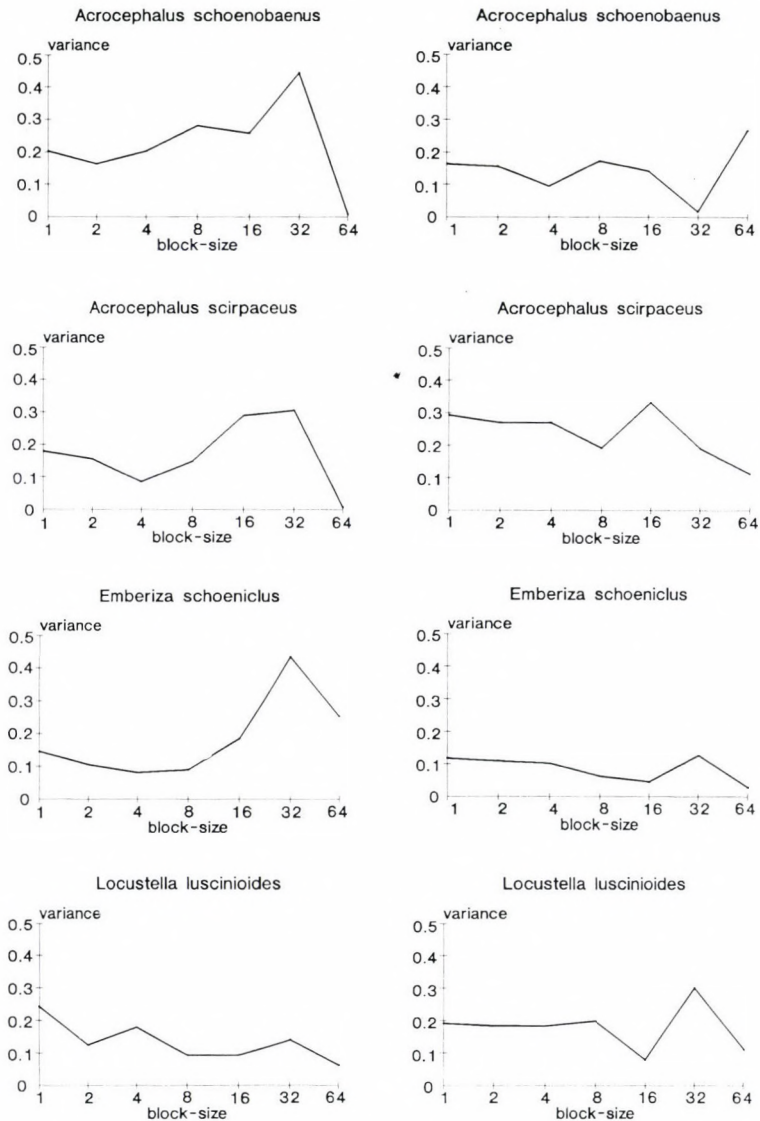 Acrocephalus schoenobaenus
variance
0.5
0.4
0.3
0.2
0.1
0
1 2 4 8 16 32 64
block-size
Acrocephalus schoenobaenus
variance
0.5
0.4
0.3
0.2
0.1
0
1 2 4 8 16 32 64
block-size
Acrocephalus scirpaceus
variance
0.5
0.4
0.3
0.2
0.1
0
1 2 4 8 16 32 64
block-size
Acrocephalus scirpaceus
variance
0.5
0.4
0.3
0.2
0.1
0
1 2 4 8 16 32 64
block-size
Emberiza schoeniclus
variance
0.5
0.4
0.3
0.2
0.1
0
1 2 4 8 16 32 64
block-size
Emberiza schoeniclus
variance
0.5
0.4
0.3
0.2
0.1
0
1 2 4 8 16 32 64
block-size
Locustella luscinioides
variance
0.5
0.4
0.3
0.2
0.1
0
1 2 4 8 16 32 64
block-size
Locustella luscinioides
variance
0.5
0.4
0.3
0.2
0.1
0
1 2 4 8 16 32 64
block-size